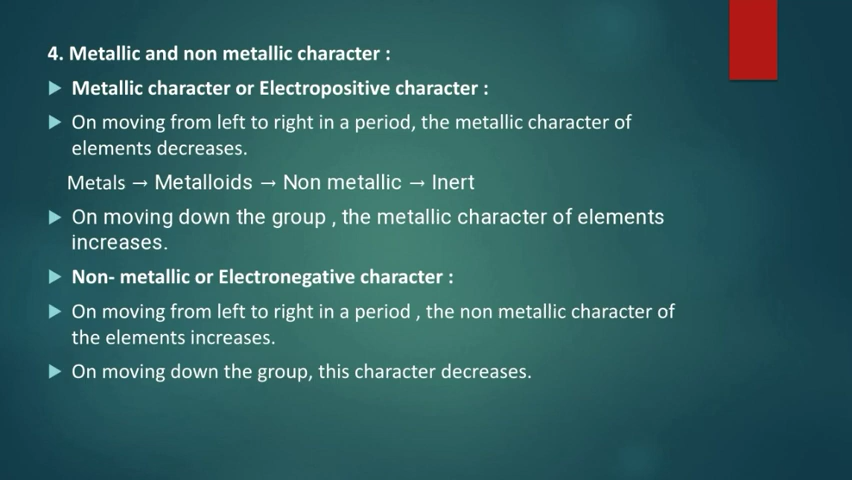 4. Metallic and non metallic character :
Metallic character or Electropositive character :
On moving from left to right in a period, the metallic character of
elements decreases.
Metals → Metalloids → Non metallic → Inert
On moving down the group , the metallic character of elements
increases.
Non- metallic or Electronegative character :
On moving from left to right in a period , the non metallic character of
the elements increases.
On moving down the group, this character decreases.